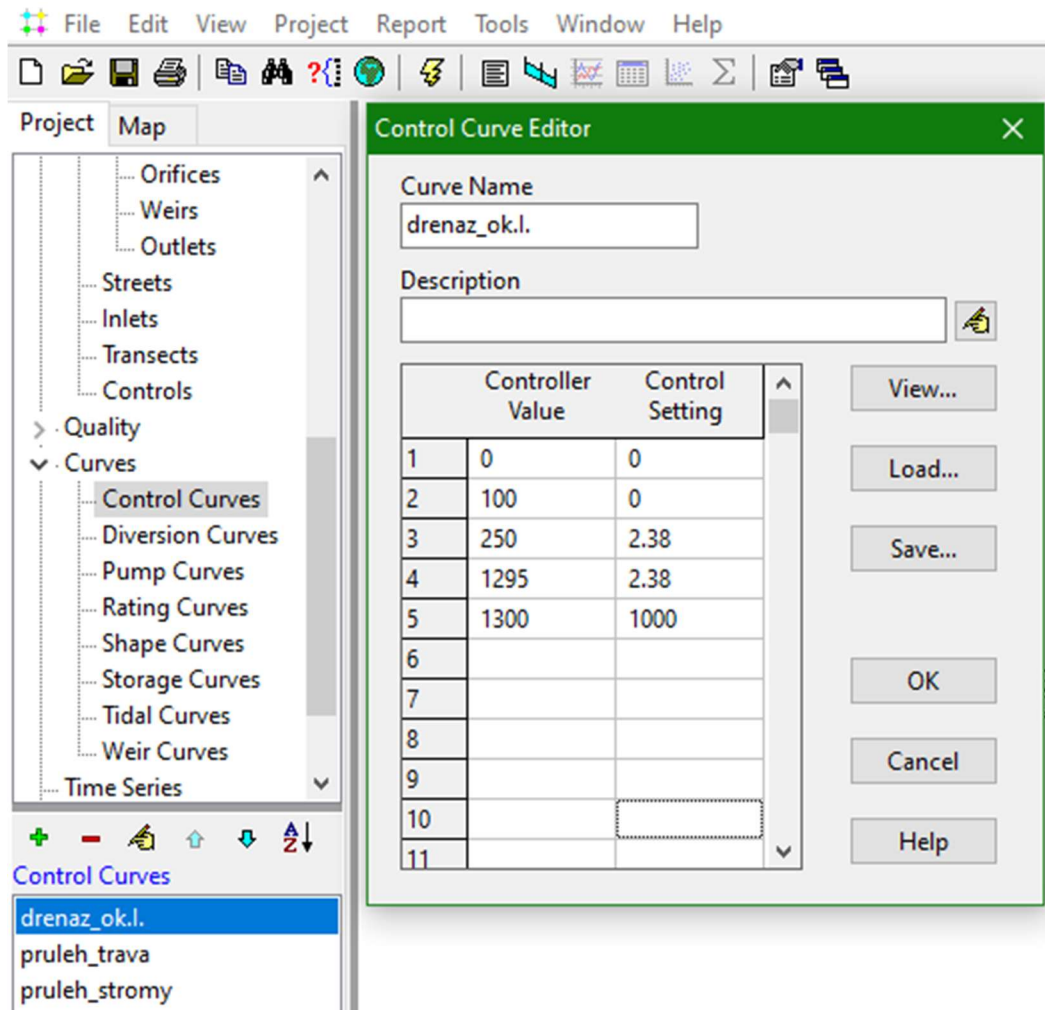 File Edit View Project Report Tools Window Help
Project Map
Orifices
Weirs
Outlets
Streets
Inlets
Transects
Controls
Quality
Curves
Control Curves
Diversion Curves
Pump Curves
Rating Curves
Shape Curves
Storage Curves
Tidal Curves
Weir Curves
Time Series
Control Curves
drenaz_ok.l.
pruleh_trava
pruleh_stromy
Control Curve Editor
Curve Name
drenaz_ok.l.
Description
Controller Value Control Setting
1 0 0
2 100 0
3 250 2.38
4 1295 2.38
5 1300 1000
6
7
8
9
10
11
View...
Load...
Save...
OK
Cancel
Help